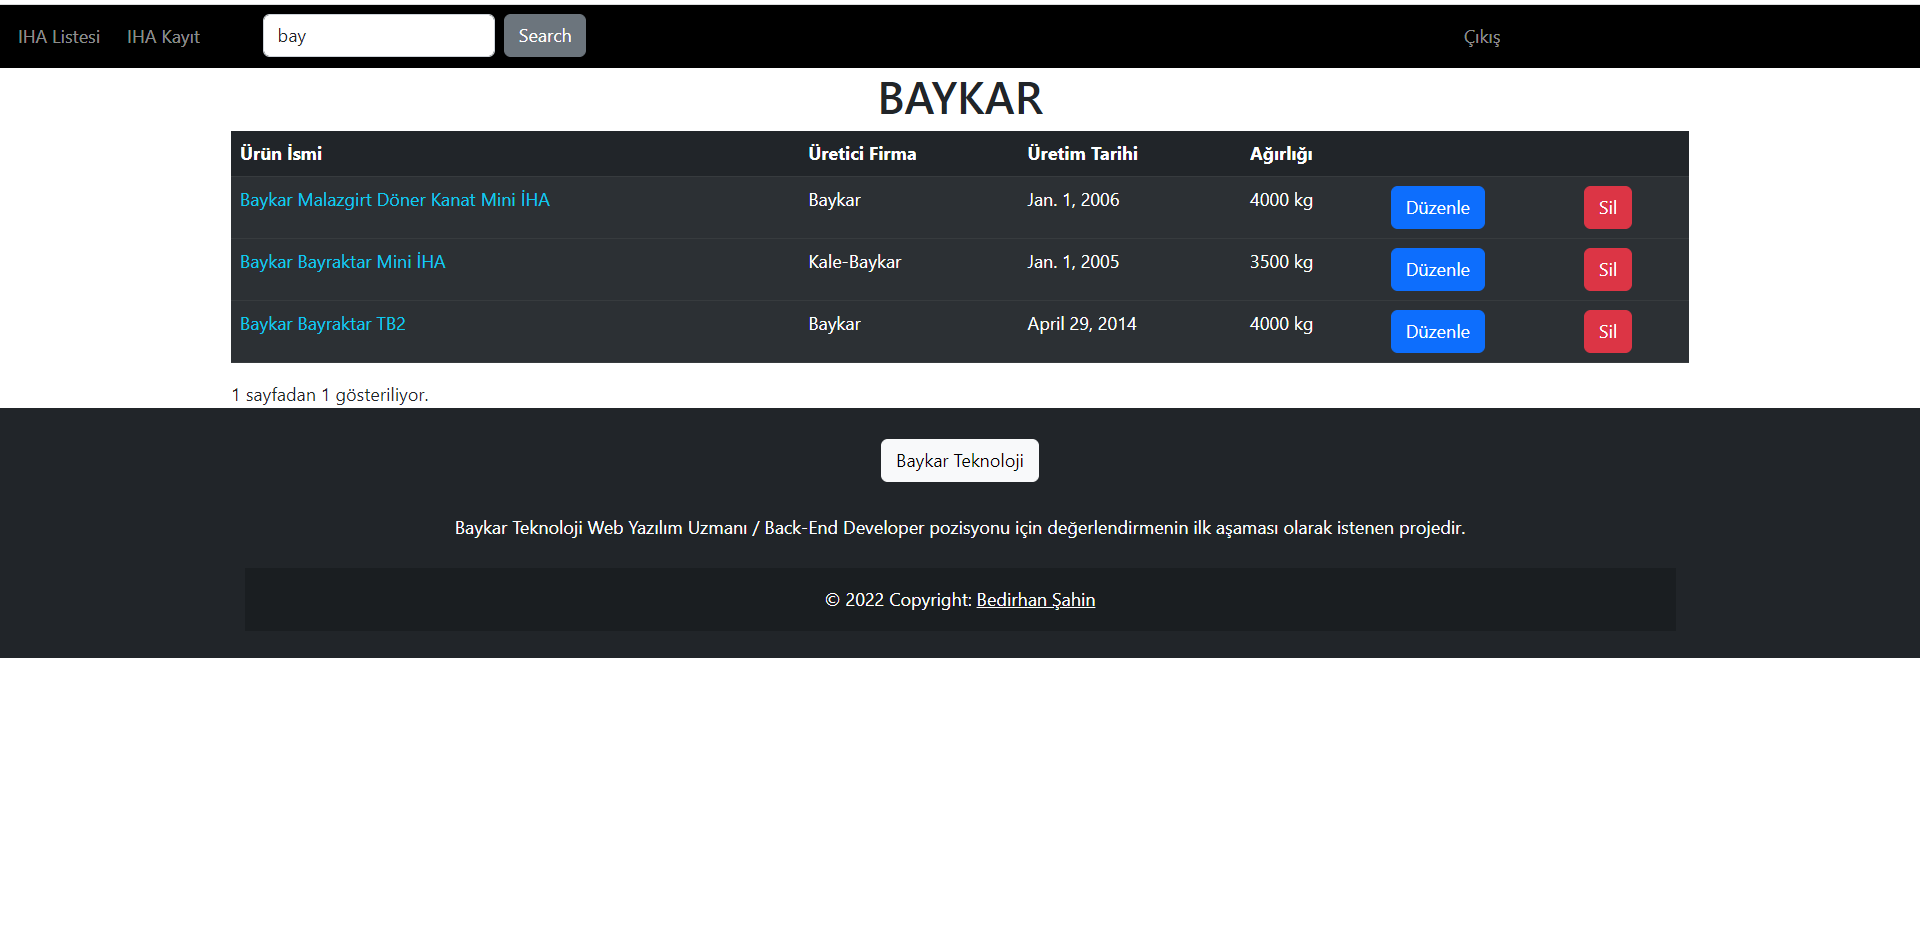 IHA Listesi IHA Kayıt bay Search Çıkış
BAYKAR
Ürün İsmi Üretici Firma Üretim Tarihi Ağırlığı
Baykar Malazgirt Döner Kanat Mini İHA Baykar Jan. 1, 2006 4000 kg Düzenle Sil
Baykar Bayraktar Mini İHA Kale-Baykar Jan. 1, 2005 3500 kg Düzenle Sil
Baykar Bayraktar TB2 Baykar April 29, 2014 4000 kg Düzenle Sil
1 sayfadan 1 gösteriliyor.
Baykar Teknoloji
Baykar Teknoloji Web Yazılım Uzmanı / Back-End Developer pozisyonu için değerlendirmenin ilk aşaması olarak istenen projedir.
© 2022 Copyright: Bedirhan Şahin